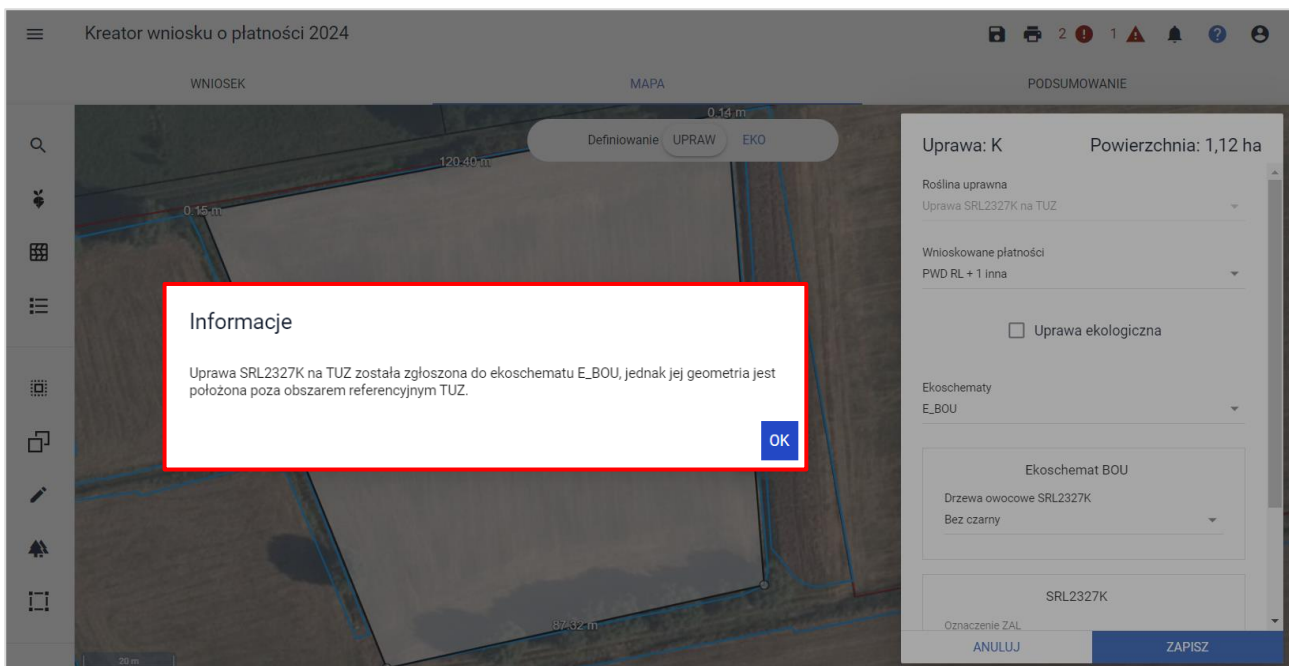 Kreator wniosku o płatności 2024
2 1
WNIOSEK MAPA PODSUMOWANIE
0.14 m
Definiowanie UPRAW EKO
120.40 m
0.15 m
Uprawa: K Powierzchnia: 1,12 ha
Roślina uprawna
Uprawa SRL2327K na TUZ
Wnioskowane płatności
PWD RL + 1 inna
Uprawa ekologiczna
Informacje
Uprawa SRL2327K na TUZ została zgłoszona do ekoschematu E_BOU, jednak jej geometria jest
położona poza obszarem referencyjnym TUZ.
OK
Ekoschematy
E_BOU
Ekoschemat BOU
Drzewa owocowe SRL2327K
Bez czarny
SRL2327K
Oznaczenie ZAL
87.32 m
20 m
ANULUJ ZAPISZ